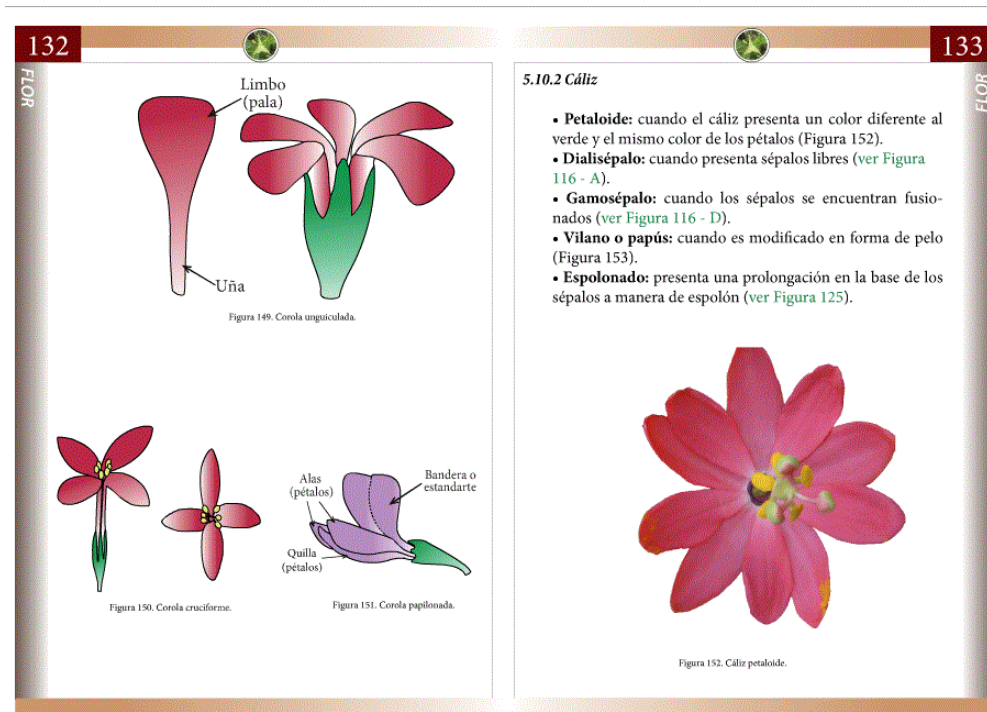 132
FLOR
Limbo
(pala)
Uña
Figura 149. Corola unguiculada.
Figura 150. Corola cruciforme.
Alas
(pétalos)
Bandera o
estandarte
Quilla
(pétalos)
Figura 151. Corola papilonada.
133
FLOR
5.10.2 Cáliz
• Petaloide: cuando el cáliz presenta un color diferente al
verde y el mismo color de los pétalos (Figura 152).
• Dialisépalo: cuando presenta sépalos libres (ver Figura
116 - A).
• Gamosépalo: cuando los sépalos se encuentran fusio-
nados (ver Figura 116 - D).
• Vilano o papús: cuando es modificado en forma de pelo
(Figura 153).
• Espolonado: presenta una prolongación en la base de los
sépalos a manera de espolón (ver Figura 125).
Figura 152. Cáliz petaloide.